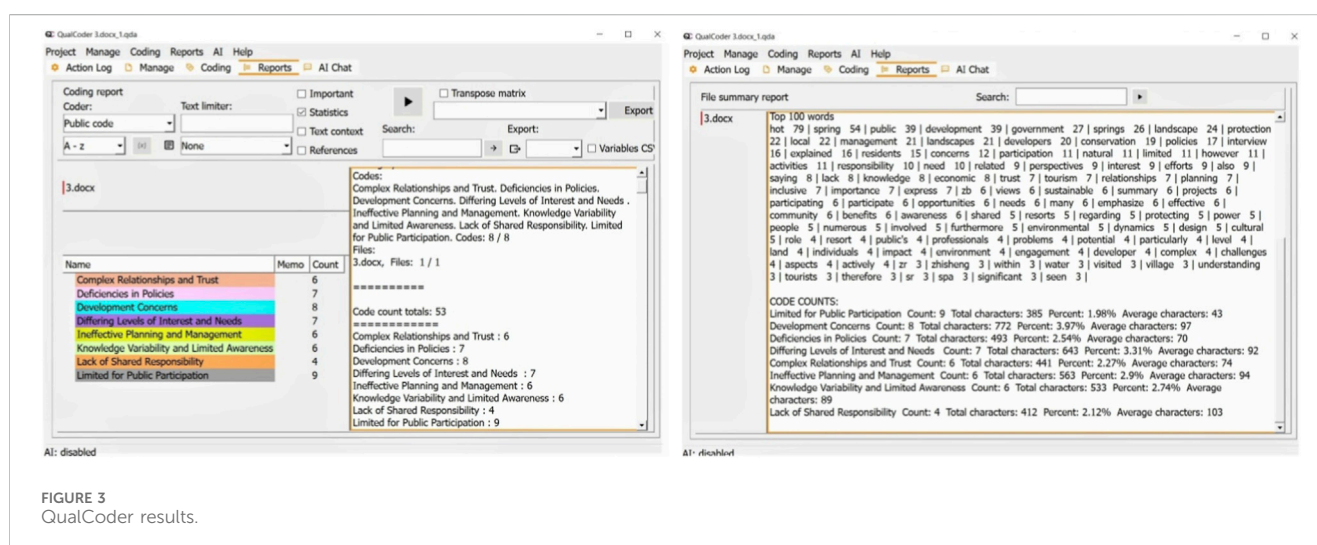 QualCoder 3.docx_1.qda
Project Manage Coding Reports AI Help
Action Log Manage Coding Reports AI Chat
Coding report
Coder:
Text limiter:
Public code
A - z
None
Important
Statistics
Text context
References
Transpose matrix
Export
Search:
Export:
Variables CS
3.docx
Name Memo Count
Complex Relationships and Trust 6
Deficiencies in Policies 7
Development Concerns 8
Differing Levels of Interest and Needs 7
Ineffective Planning and Management 6
Knowledge Variability and Limited Awareness 6
Lack of Shared Responsibility 4
Limited for Public Participation 9
Codes:
Complex Relationships and Trust. Deficiencies in Policies.
Development Concerns. Differing Levels of Interest and Needs .
Ineffective Planning and Management. Knowledge Variability
and Limited Awareness. Lack of Shared Responsibility. Limited
for Public Participation. Codes: 8 / 8
Files:
3.docx, Files: 1 / 1
==========
Code count totals: 53
============
Complex Relationships and Trust : 6
Deficiencies in Policies : 7
Development Concerns : 8
Differing Levels of Interest and Needs : 7
Ineffective Planning and Management : 6
Knowledge Variability and Limited Awareness : 6
Lack of Shared Responsibility : 4
Limited for Public Participation : 9
AI: disabled
QualCoder 3.docx_1.qda
Project Manage Coding Reports AI Help
Action Log Manage Coding Reports AI Chat
File summary report
Search:
3.docx
Top 100 words
hot 79 | spring 54 | public 39 | development 39 | government 27 | springs 26 | landscape 24 | protection
22 | local 22 | management 21 | landscapes 21 | developers 20 | conservation 19 | policies 17 | interview
16 | explained 16 | residents 15 | concerns 12 | participation 11 | natural 11 | limited 11 | however 11 |
activities 11 | responsibility 10 | need 10 | related 9 | perspectives 9 | interest 9 | efforts 9 | also 9 |
saying 8 | lack 8 | knowledge 8 | economic 8 | trust 7 | tourism 7 | relationships 7 | planning 7 |
inclusive 7 | importance 7 | express 7 | zb 6 | views 6 | sustainable 6 | summary 6 | projects 6 |
participating 6 | participate 6 | opportunities 6 | needs 6 | many 6 | emphasize 6 | effective 6 |
community 6 | benefits 6 | awareness 6 | shared 5 | resorts 5 | regarding 5 | protecting 5 | power 5 |
people 5 | numerous 5 | involved 5 | furthermore 5 | environmental 5 | dynamics 5 | design 5 | cultural
5 | role 4 | resort 4 | public's 4 | professionals 4 | problems 4 | potential 4 | particularly 4 | level 4 |
land 4 | individuals 4 | impact 4 | environment 4 | engagement 4 | developer 4 | complex 4 | challenges
4 | aspects 4 | actively 4 | zr 3 | zhisheng 3 | within 3 | water 3 | visited 3 | village 3 | understanding
3 | tourists 3 | therefore 3 | sr 3 | spa 3 | significant 3 | seen 3 |
CODE COUNTS:
Limited for Public Participation Count: 9 Total characters: 385 Percent: 1.98% Average characters: 43
Development Concerns Count: 8 Total characters: 772 Percent: 3.97% Average characters: 97
Deficiencies in Policies Count: 7 Total characters: 493 Percent: 2.54% Average characters: 70
Differing Levels of Interest and Needs Count: 7 Total characters: 643 Percent: 3.31% Average characters: 92
Complex Relationships and Trust Count: 6 Total characters: 441 Percent: 2.27% Average characters: 74
Ineffective Planning and Management Count: 6 Total characters: 563 Percent: 2.9% Average characters: 94
Knowledge Variability and Limited Awareness Count: 6 Total characters: 533 Percent: 2.74% Average
characters: 89
Lack of Shared Responsibility Count: 4 Total characters: 412 Percent: 2.12% Average characters: 103
AI: disabled
FIGURE 3
QualCoder results.